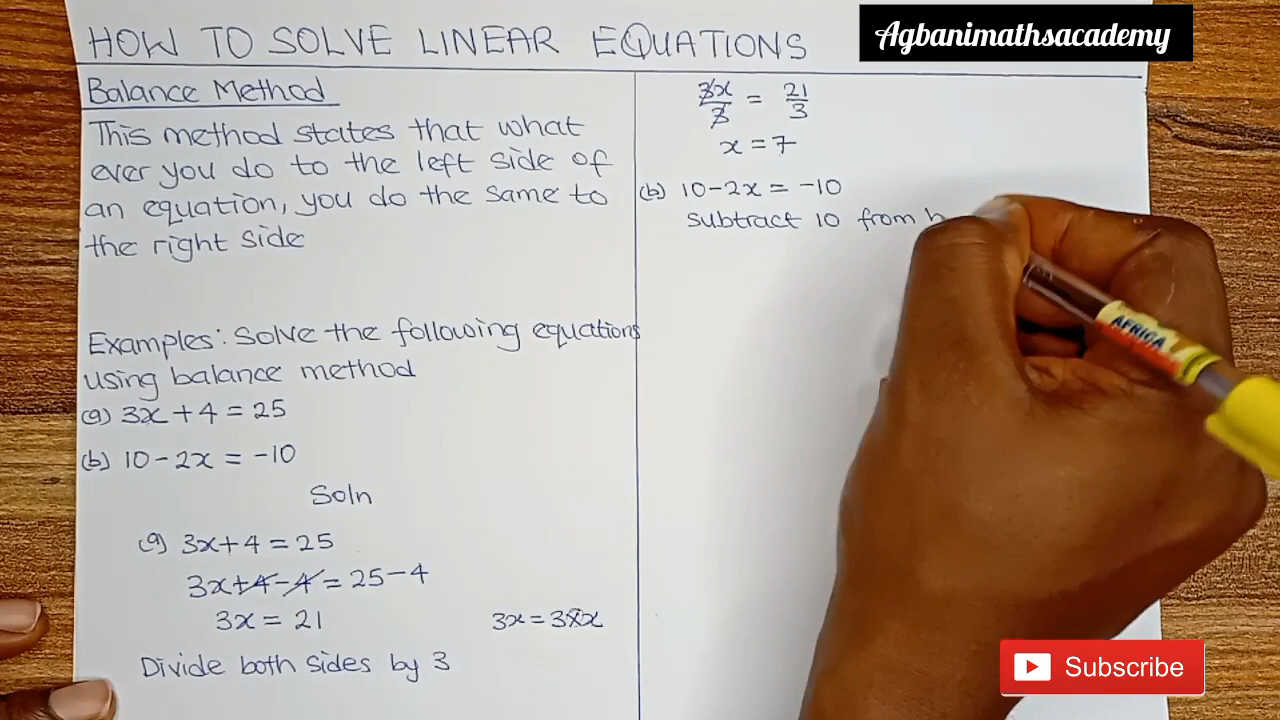 HOW TO SOLVE LINEAR EQUATIONS
Agbanimathsacademy
Balance Method
This method states that what
ever you do to the left side of
an equation, you do the same to
the right side
Examples: Solve the following equations
using balance method
(a) 3x + 4 = 25
(b) 10 - 2x = -10
Soln
(a) 3x + 4 = 25
3x + 4 - 4 = 25 - 4
3x = 21
3x = 3 x x
Divide both sides by 3
3x/3 = 21/3
x = 7
(b) 10 - 2x = -10
Subtract 10 from
AFRICA
Subscribe